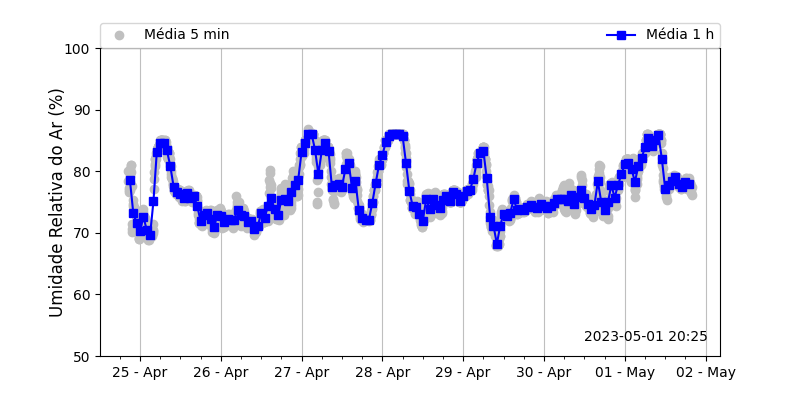 Média 5 min
Média 1 h
Umidade Relativa do Ar (%)
100
90
80
70
60
50
2023-05-01 20:25
25 - Apr
26 - Apr
27 - Apr
28 - Apr
29 - Apr
30 - Apr
01 - May
02 - May